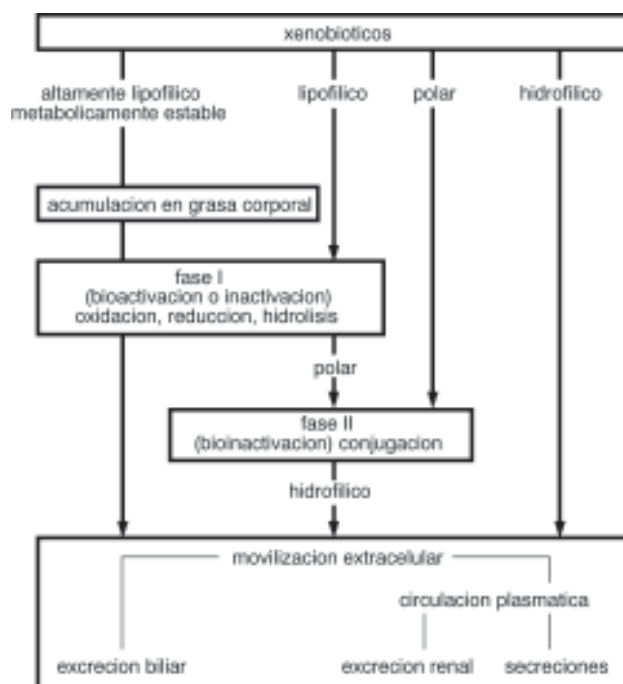 xenobioticos
altamente lipofilico
metabolicamente estable
lipofilico
polar
hidrofilico
acumulacion en grasa corporal
fase I
(bioactivacion o inactivacion)
oxidacion, reduccion, hidrolisis
polar
fase II
(bioinactivacion) conjugacion
hidrofilico
movilizacion extracelular
circulacion plasmatica
excrecion biliar
excrecion renal
secreciones